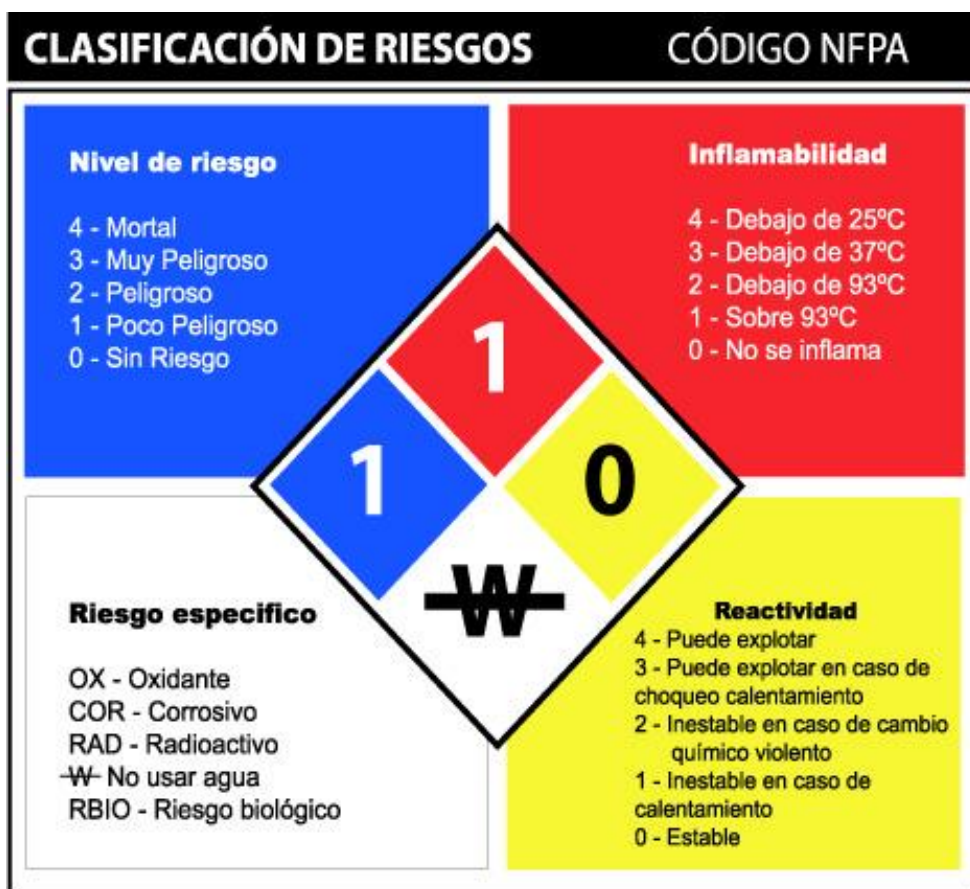 CLASIFICACIÓN DE RIESGOS CÓDIGO NFPA
Nivel de riesgo
4 - Mortal
3 - Muy Peligroso
2 - Peligroso
1 - Poco Peligroso
0 - Sin Riesgo
Inflamabilidad
4 - Debajo de 25ºC
3 - Debajo de 37ºC
2 - Debajo de 93ºC
1 - Sobre 93ºC
0 - No se inflama
1
1
0
W
Riesgo especifico
OX - Oxidante
COR - Corrosivo
RAD - Radioactivo
W No usar agua
RBIO - Riesgo biológico
Reactividad
4 - Puede explotar
3 - Puede explotar en caso de
choqueo calentamiento
2 - Inestable en caso de cambio
químico violento
1 - Inestable en caso de
calentamiento
0 - Estable